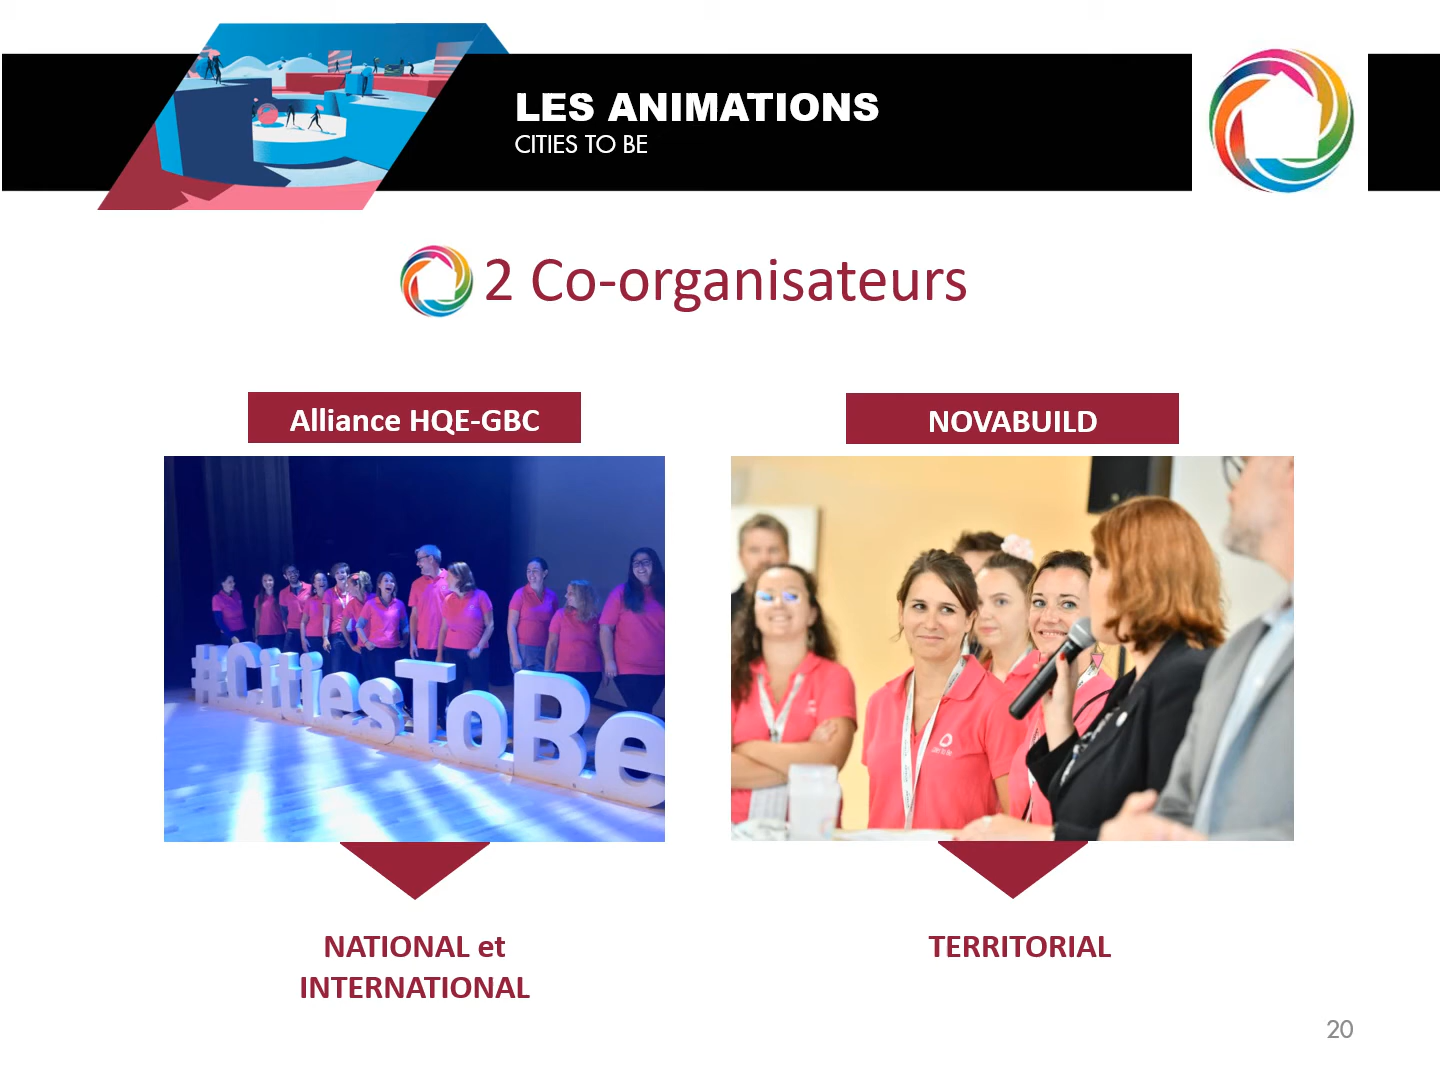 LES ANIMATIONS
CITIES TO BE
2 Co-organisateurs
Alliance HQE-GBC
NOVABUILD
#CitiesToBe
NATIONAL et
INTERNATIONAL
TERRITORIAL
20